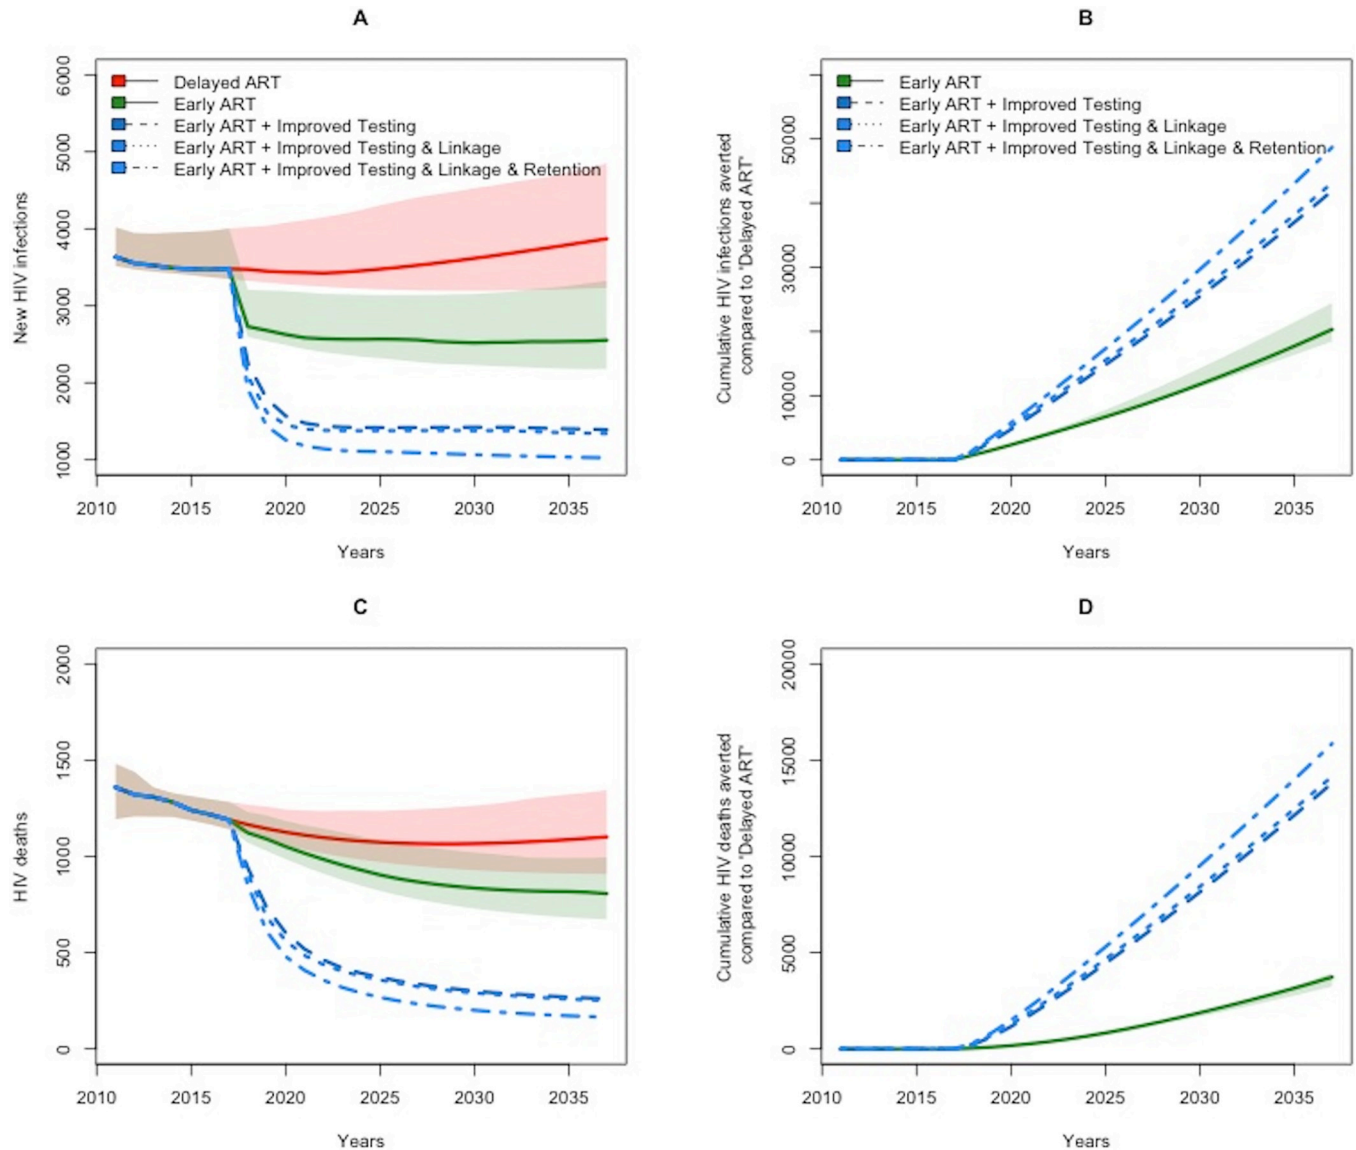 A
New HIV infections
6000
5000
4000
3000
2000
1000
Delayed ART
Early ART
Early ART + Improved Testing
Early ART + Improved Testing & Linkage
Early ART + Improved Testing & Linkage & Retention
2010 2015 2020 2025 2030 2035
Years
B
Cumulative HIV infections averted
compared to 'Delayed ART'
50000
30000
10000
0
Early ART
Early ART + Improved Testing
Early ART + Improved Testing & Linkage
Early ART + Improved Testing & Linkage & Retention
2010 2015 2020 2025 2030 2035
Years
C
HIV deaths
2000
1500
1000
500
0
2010 2015 2020 2025 2030 2035
Years
D
Cumulative HIV deaths averted
compared to 'Delayed ART'
20000
15000
10000
5000
0
2010 2015 2020 2025 2030 2035
Years